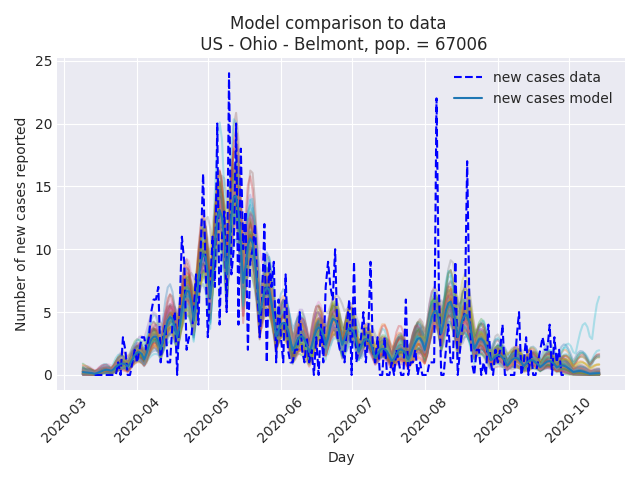 Model comparison to data
US - Ohio - Belmont, pop. = 67006
new cases data
new cases model
Number of new cases reported
25
20
15
10
5
0
2020-03
2020-04
2020-05
2020-06
2020-07
2020-08
2020-09
2020-10
Day